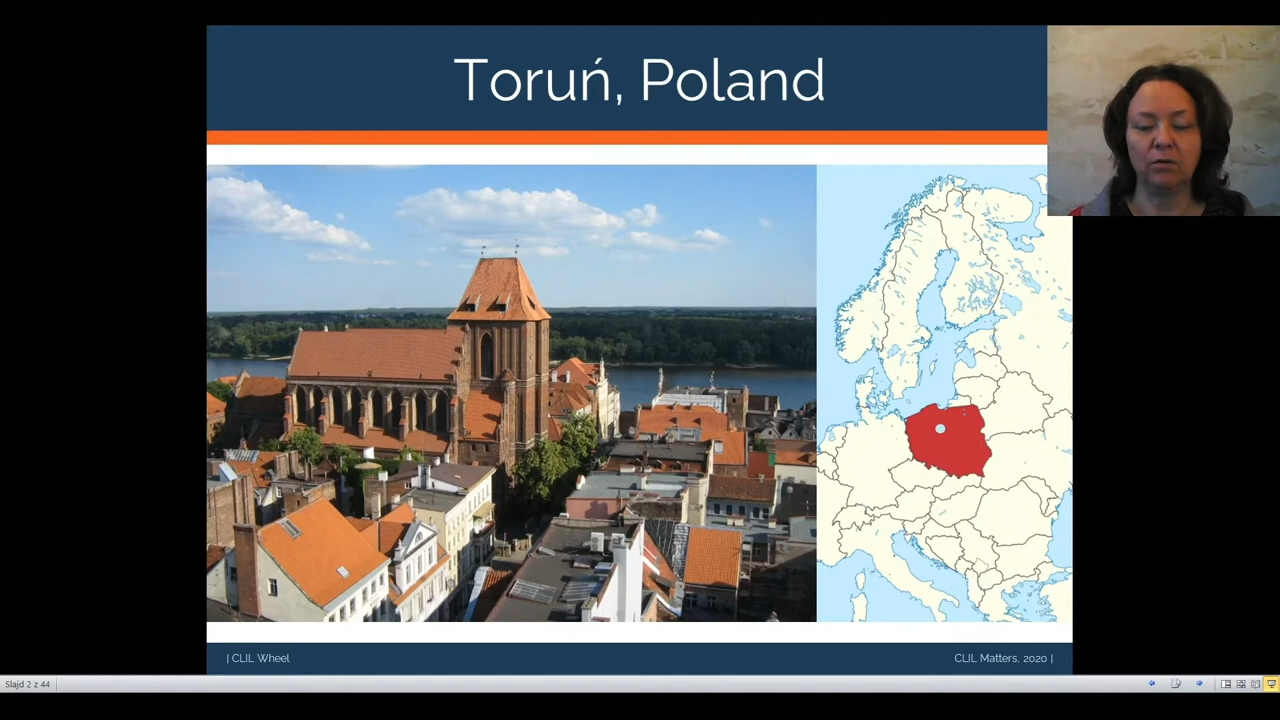 Toruń, Poland
| CLIL Wheel
CLIL Matters, 2020 |
Slajd 2 z 44